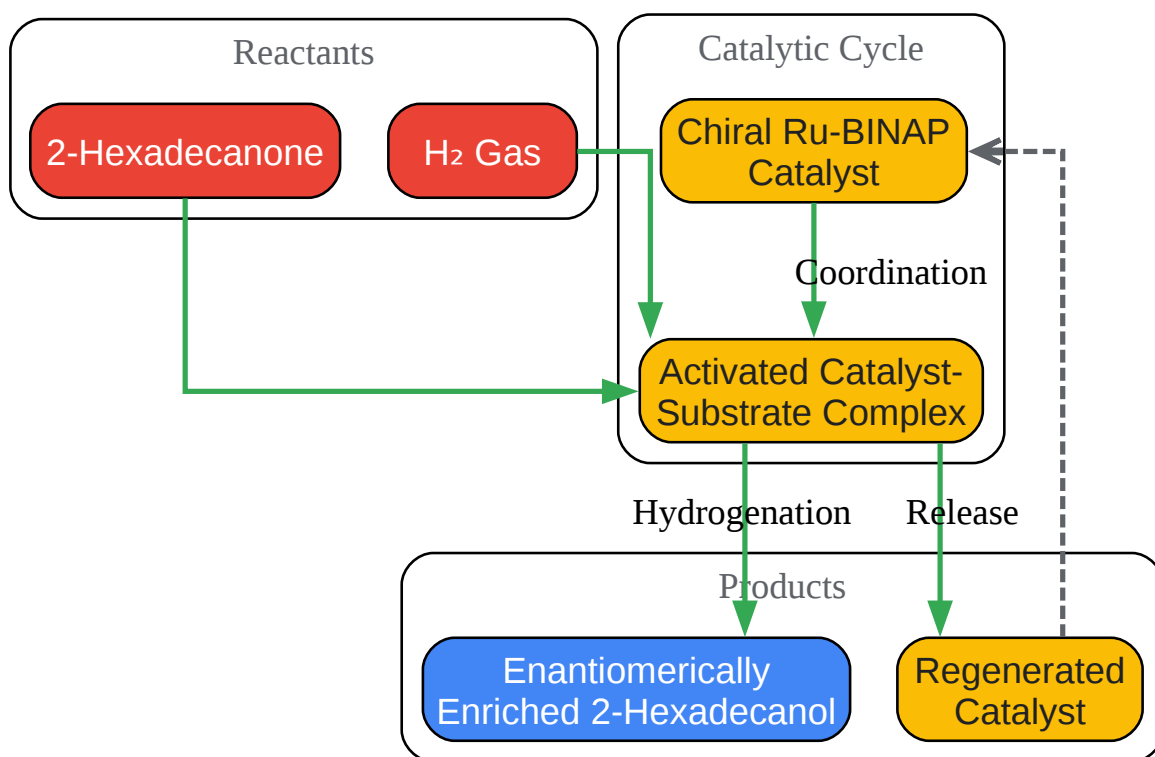 Reactants
Catalytic Cycle
2-Hexadecanone
H₂ Gas
Chiral Ru-BINAP
Catalyst
Coordination
Activated Catalyst-
Substrate Complex
Hydrogenation
Release
Products
Enantiomerically
Enriched 2-Hexadecanol
Regenerated
Catalyst